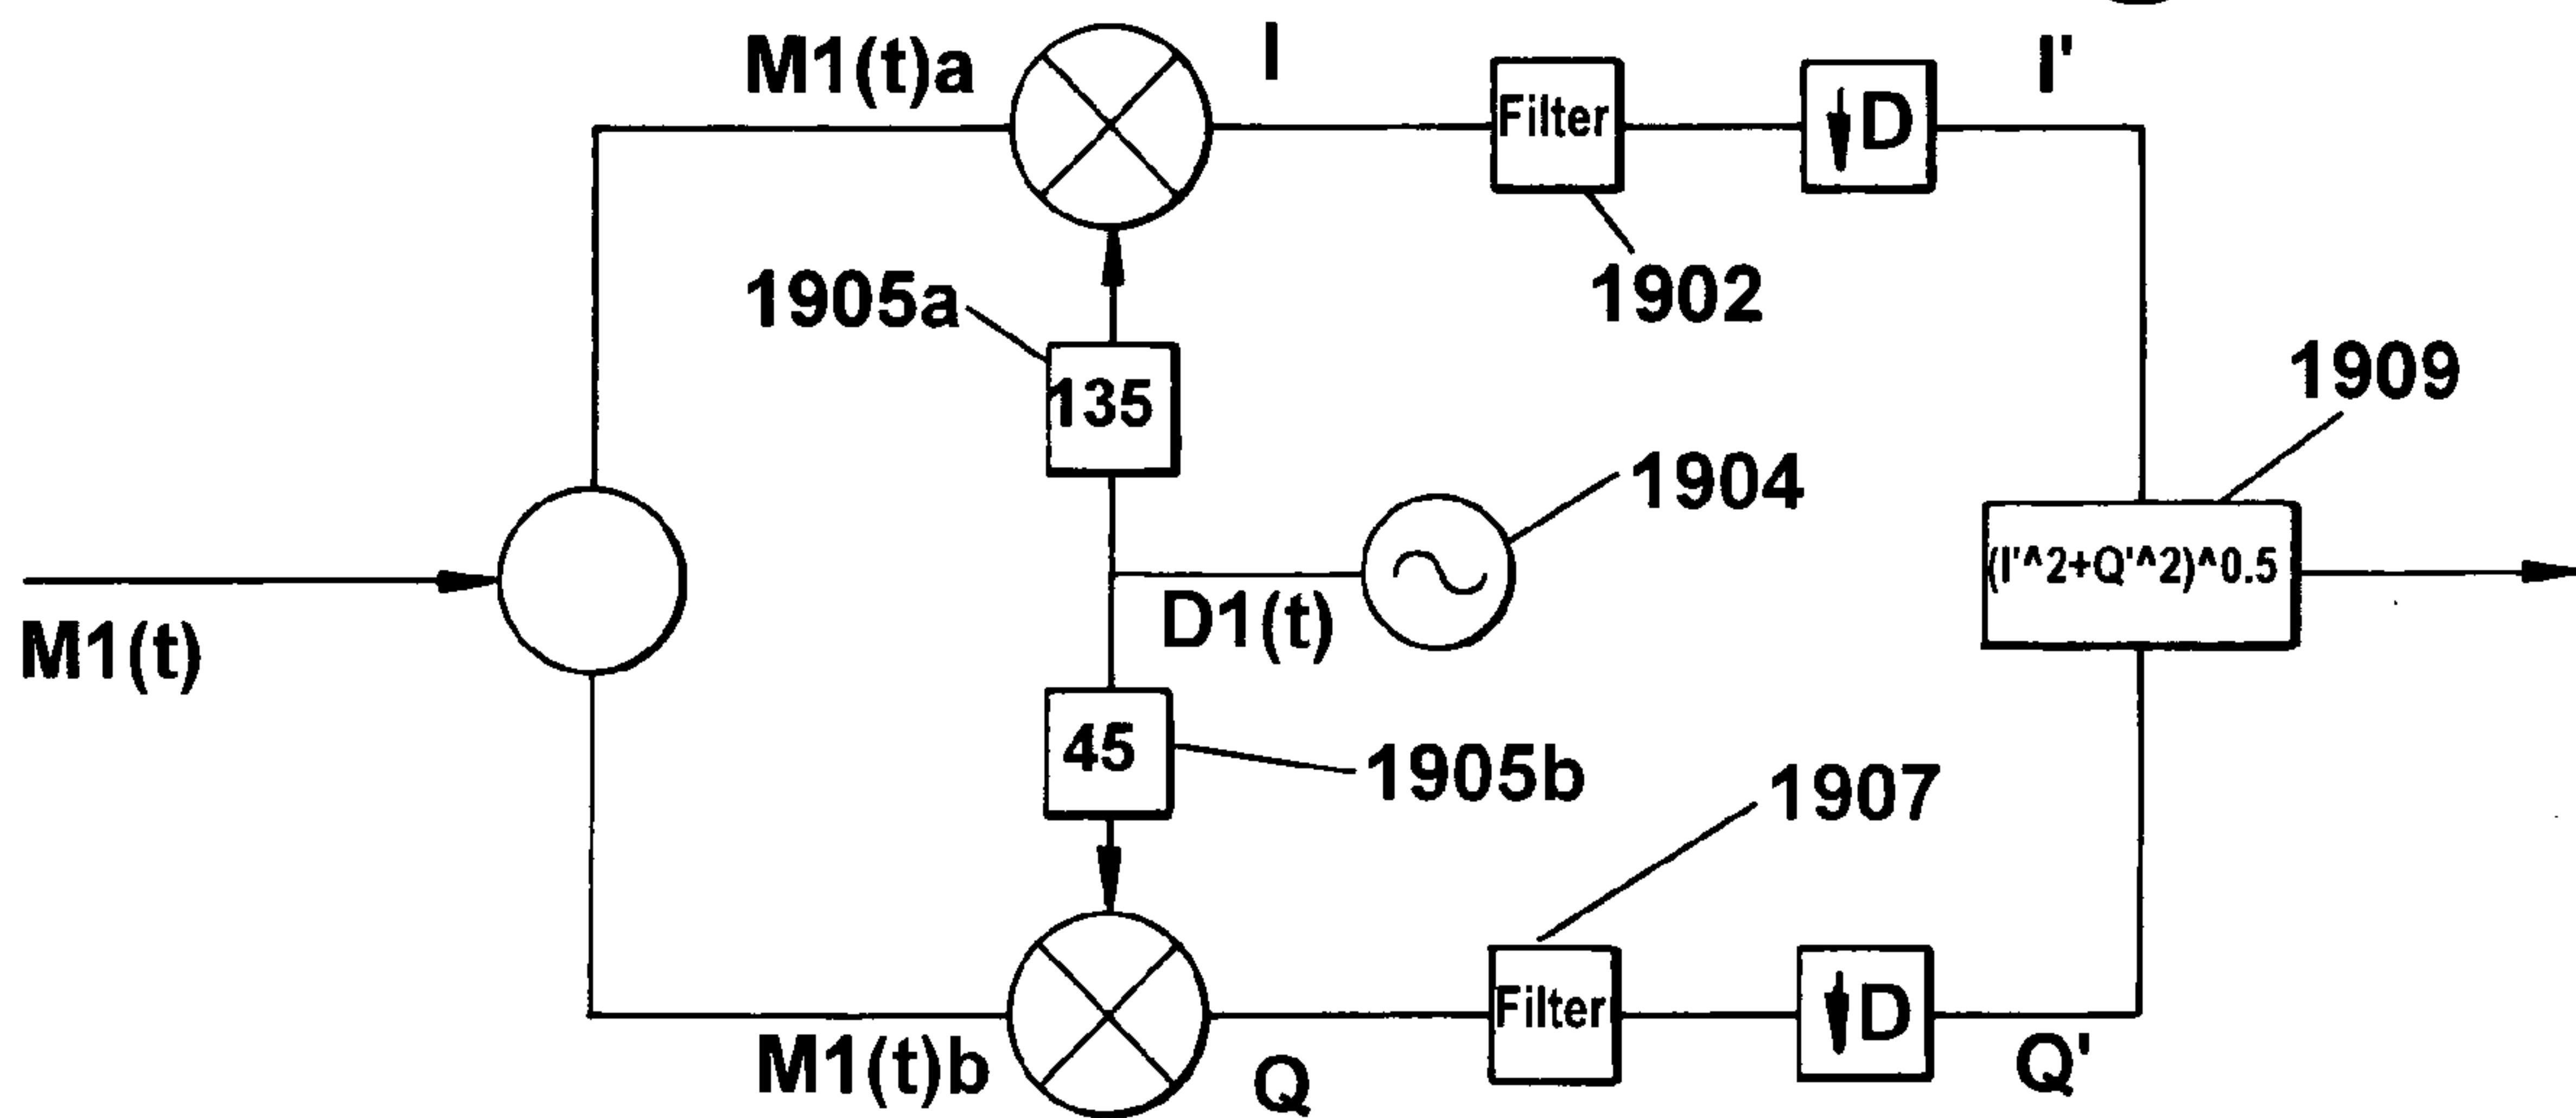 M1(t)a
I
Filter
D
I'
1905a
1902
135
1909
1904
(I'^2+Q'^2)^0.5
M1(t)
D1(t)
45
1905b
1907
Filter
D
M1(t)b
Q
Q'